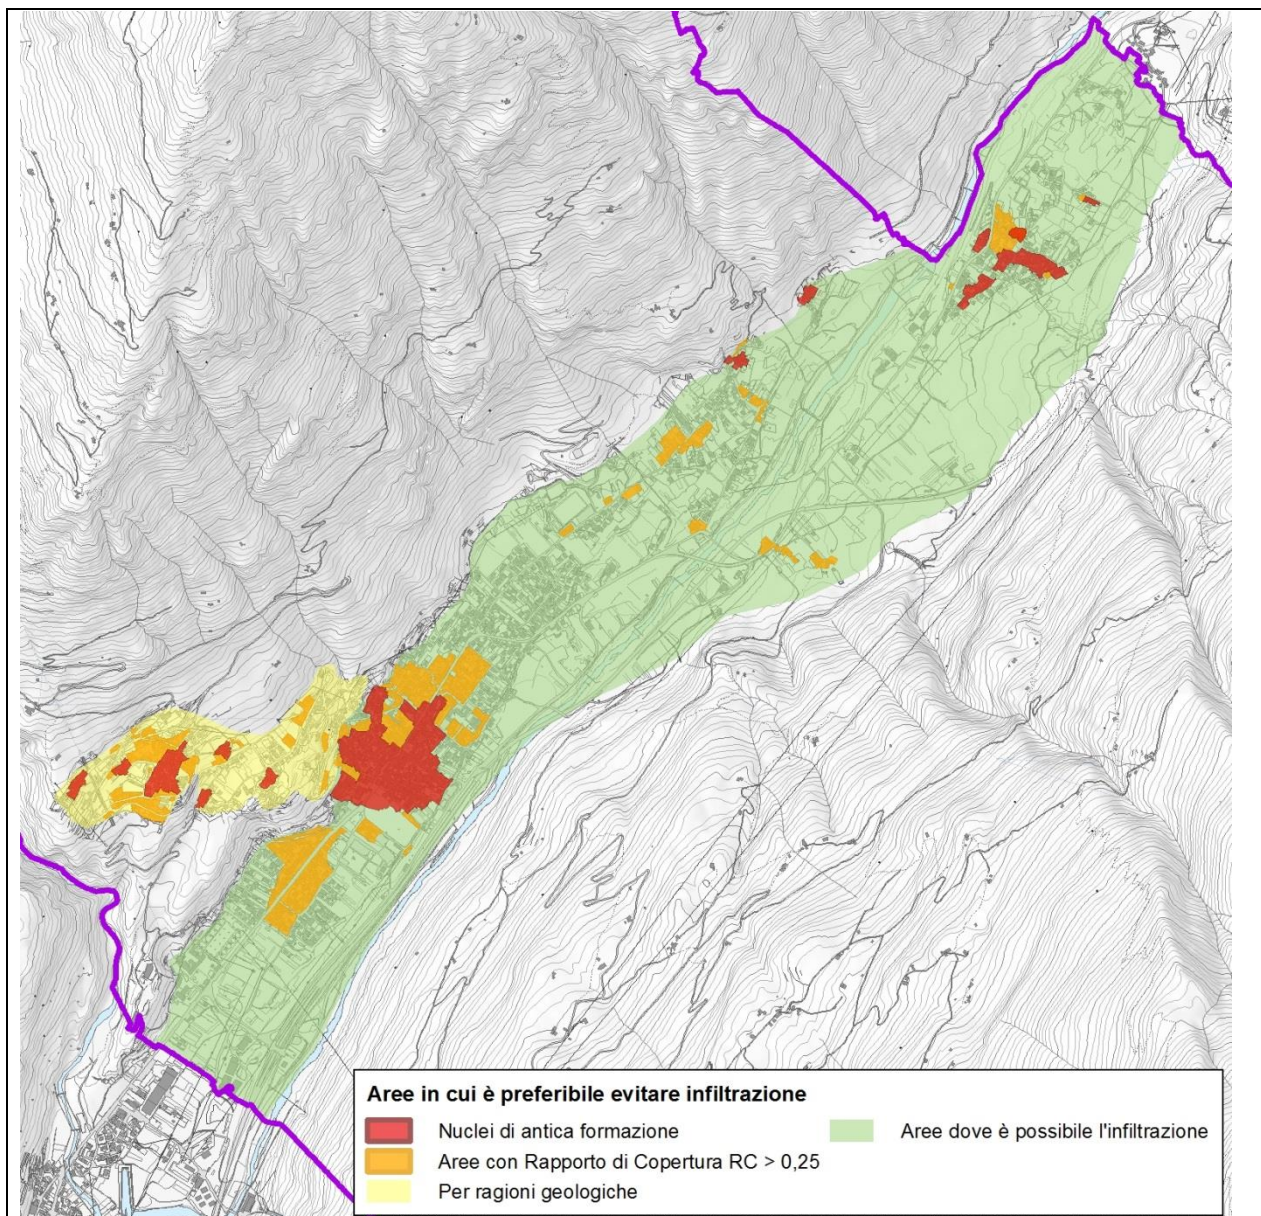 Aree in cui è preferibile evitare infiltrazione
Nuclei di antica formazione
Aree dove è possibile l'infiltrazione
Aree con Rapporto di Copertura RC > 0,25
Per ragioni geologiche